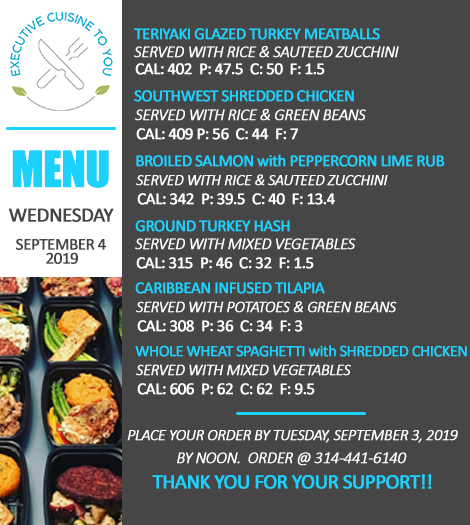 EXECUTIVE CUISINE TO YOU
MENU
WEDNESDAY
SEPTEMBER 4
2019
TERIYAKI GLAZED TURKEY MEATBALLS
SERVED WITH RICE & SAUTEED ZUCCHINI
CAL: 402 P: 47.5 C: 50 F: 1.5
SOUTHWEST SHREDDED CHICKEN
SERVED WITH RICE & GREEN BEANS
CAL: 409 P: 56 C: 44 F: 7
BROILED SALMON with PEPPERCORN LIME RUB
SERVED WITH RICE & SAUTEED ZUCCHINI
CAL: 342 P: 39.5 C: 40 F: 13.4
GROUND TURKEY HASH
SERVED WITH MIXED VEGETABLES
CAL: 315 P: 46 C: 32 F: 1.5
CARIBBEAN INFUSED TILAPIA
SERVED WITH POTATOES & GREEN BEANS
CAL: 308 P: 36 C: 34 F: 3
WHOLE WHEAT SPAGHETTI with SHREDDED CHICKEN
SERVED WITH MIXED VEGETABLES
CAL: 606 P: 62 C: 62 F: 9.5
PLACE YOUR ORDER BY TUESDAY, SEPTEMBER 3, 2019
BY NOON. ORDER @ 314-441-6140
THANK YOU FOR YOUR SUPPORT!!